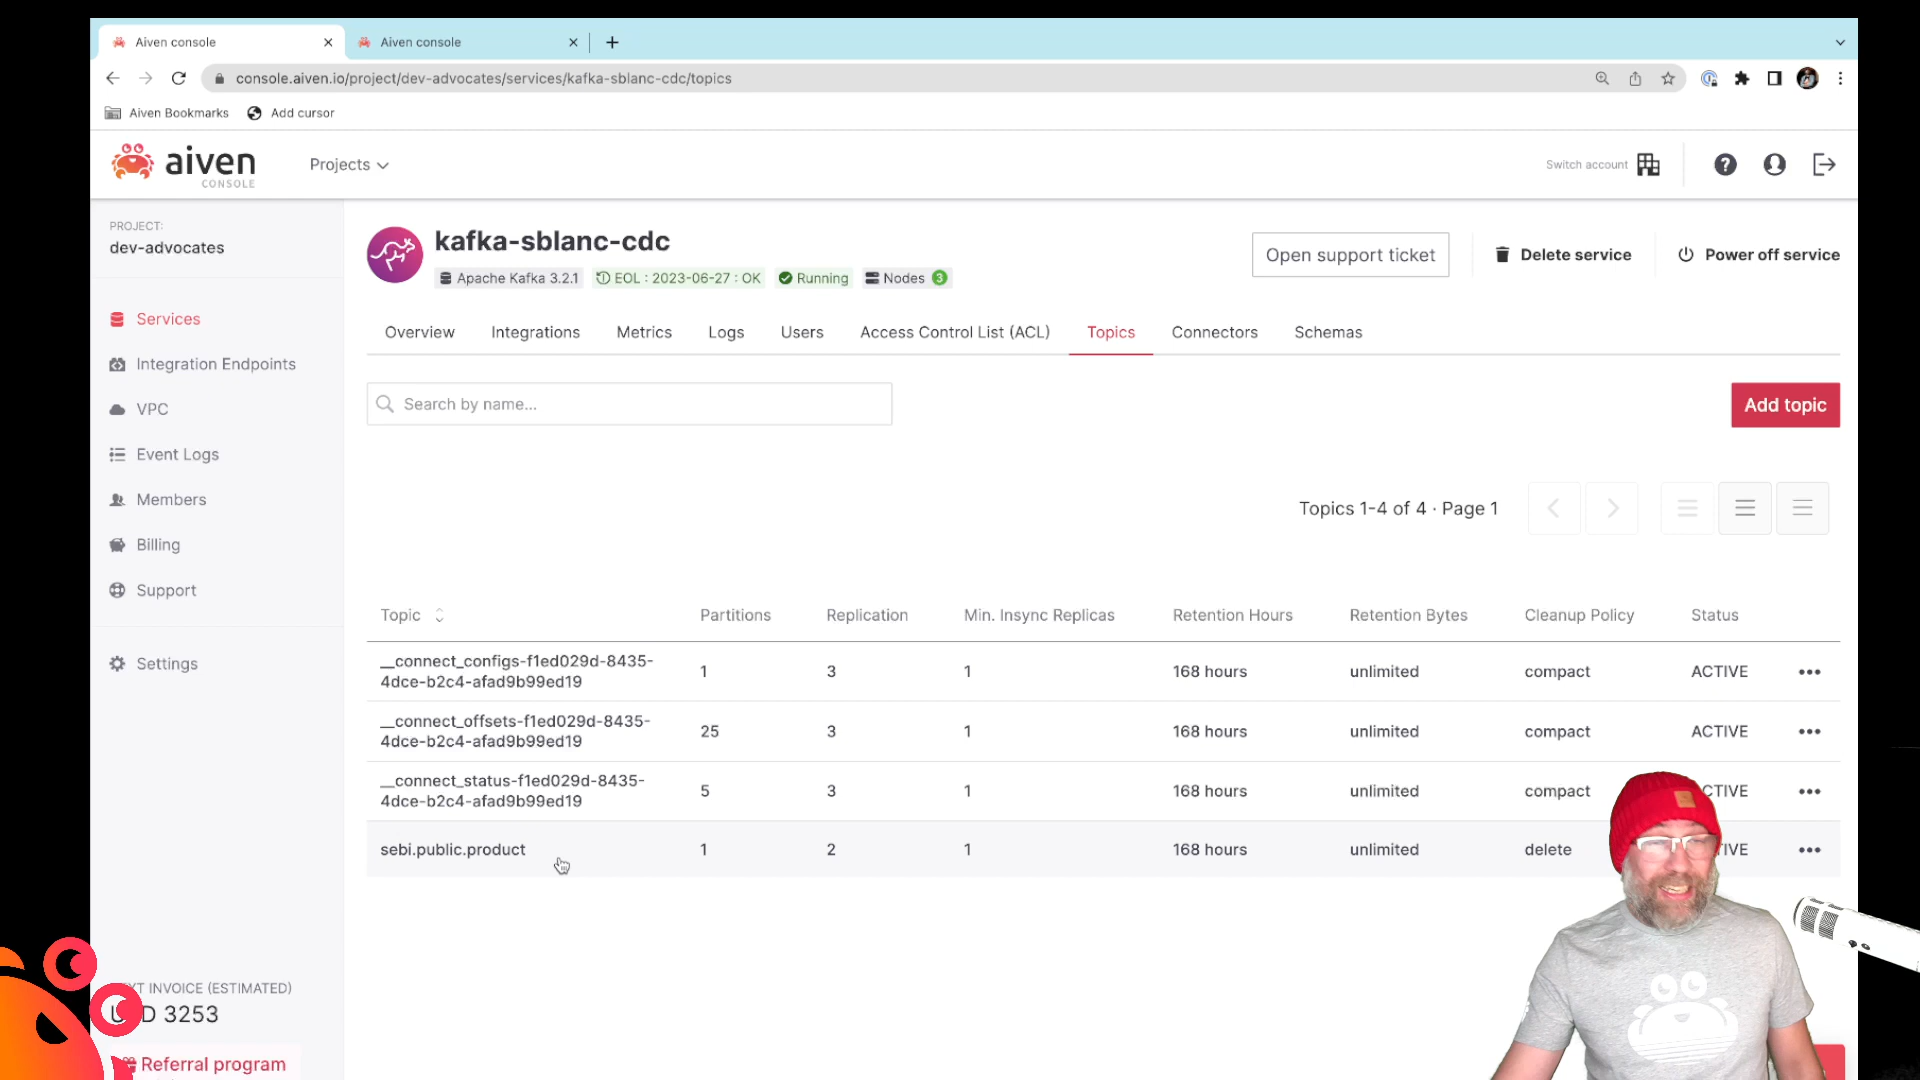 Aiven console
Aiven console
console.aiven.io/project/dev-advocates/services/kafka-sblanc-cdc/topics
Aiven Bookmarks
Add cursor
aiven
CONSOLE
Projects
Switch account
PROJECT:
dev-advocates
Services
Integration Endpoints
VPC
Event Logs
Members
Billing
Support
Settings
INVOICE (ESTIMATED)
3253
Referral program
kafka-sblanc-cdc
Apache Kafka 3.2.1
EOL : 2023-06-27 : OK
Running
Nodes 3
Open support ticket
Delete service
Power off service
Overview
Integrations
Metrics
Logs
Users
Access Control List (ACL)
Topics
Connectors
Schemas
Search by name...
Add topic
Topics 1-4 of 4 · Page 1
Topic Partitions Replication Min. Insync Replicas Retention Hours Retention Bytes Cleanup Policy Status
__connect_configs-f1ed029d-8435-
4dce-b2c4-afad9b99ed19
1 3 1 168 hours unlimited compact ACTIVE
__connect_offsets-f1ed029d-8435-
4dce-b2c4-afad9b99ed19
25 3 1 168 hours unlimited compact ACTIVE
__connect_status-f1ed029d-8435-
4dce-b2c4-afad9b99ed19
5 3 1 168 hours unlimited compact
sebi.public.product 1 2 1 168 hours unlimited delete